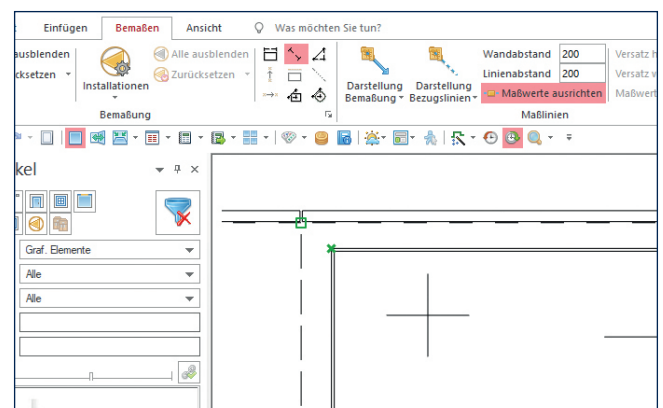 Einfügen Bemaßen Ansicht Was möchten Sie tun?
ausblenden
cksetzen
Installationen
Alle ausblenden
Zurücksetzen
Bemaßung
Darstellung
Bemaßung
Darstellung
Bezugslinien
Wandabstand 200
Linienabstand 200
Maßwerte ausrichten
Versatz
Versatz
Maßwert
Maßlinien
kel
Graf. Elemente
Alle
Alle